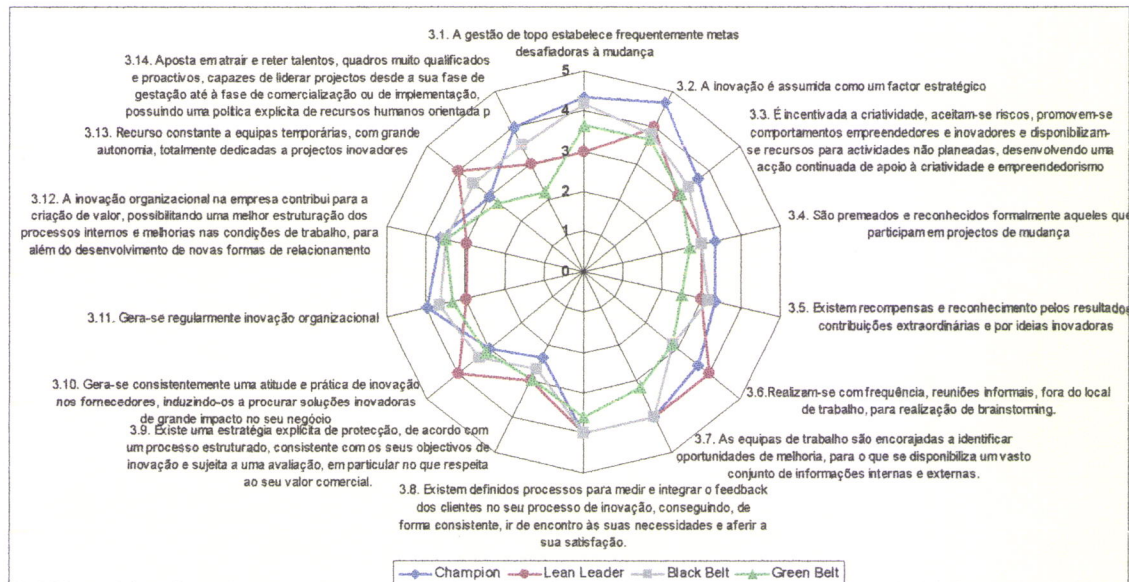 3.1. A gestão de topo estabelece frequentemente metas
desafiadoras à mudança
3.14. Aposta em atrair e reter talentos, quadros muito qualificados
e proactivos, capazes de liderar projectos desde a sua fase de
gestação até à fase de comercialização ou de implementação,
possuindo uma política explícita de recursos humanos orientada p
3.2. A inovação é assumida como um factor estratégico
3.3. É incentivada a criatividade, aceitam-se riscos, promovem-se
comportamentos empreendedores e inovadores e disponibilizam-
se recursos para actividades não planeadas, desenvolvendo uma
acção continuada de apoio à criatividade e empreendedorismo
3.13. Recurso constante a equipas temporárias, com grande
autonomia, totalmente dedicadas a projectos inovadores
3.12. A inovação organizacional na empresa contribui para a
criação de valor, possibilitando uma melhor estruturação dos
processos internos e melhorias nas condições de trabalho, para
além do desenvolvimento de novas formas de relacionamento
3.4. São premeados e reconhecidos formalmente aqueles que
participam em projectos de mudança
5
4
3
2
1
0
3.11. Gera-se regularmente inovação organizacional
3.5. Existem recompensas e reconhecimento pelos resultados
contribuições extraordinárias e por ideias inovadoras
3.10. Gera-se consistentemente uma atitude e prática de inovação
nos fornecedores, induzindo-os a procurar soluções inovadoras
de grande impacto no seu negócio
3.6.Realizam-se com frequência, reuniões informais, fora do local
de trabalho, para realização de brainstorming.
3.9. Existe uma estratégia explícita de protecção, de acordo com
um processo estruturado, consistente com os seus objectivos de
inovação e sujeita a uma avaliação, em particular no que respeita
ao seu valor comercial.
3.7. As equipas de trabalho são encorajadas a identificar
oportunidades de melhoria, para o que se disponibiliza um vasto
conjunto de informações internas e externas.
3.8. Existem definidos processos para medir e integrar o feedback
dos clientes no seu processo de inovação, conseguindo, de
forma consistente, ir de encontro às suas necessidades e aferir a
sua satisfação.
Champion Lean Leader Black Belt Green Belt